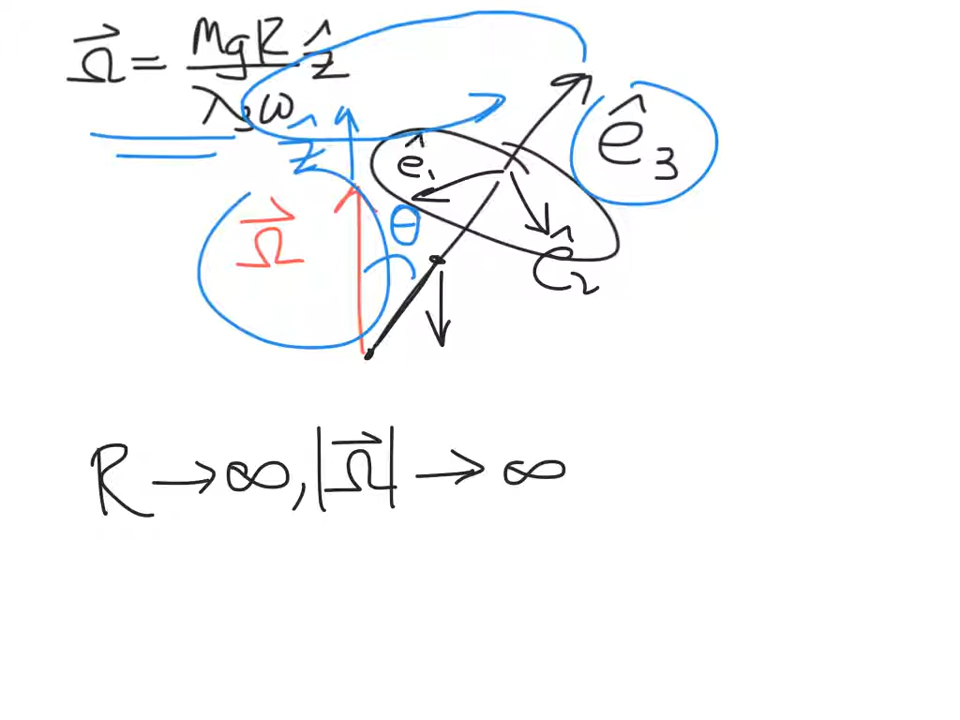 Ω⃗ = MgR/λ₃ω ẑ
ẑ
ê₃
ê₁
Ω⃗
θ
ê₂
R → ∞, |Ω⃗| → ∞